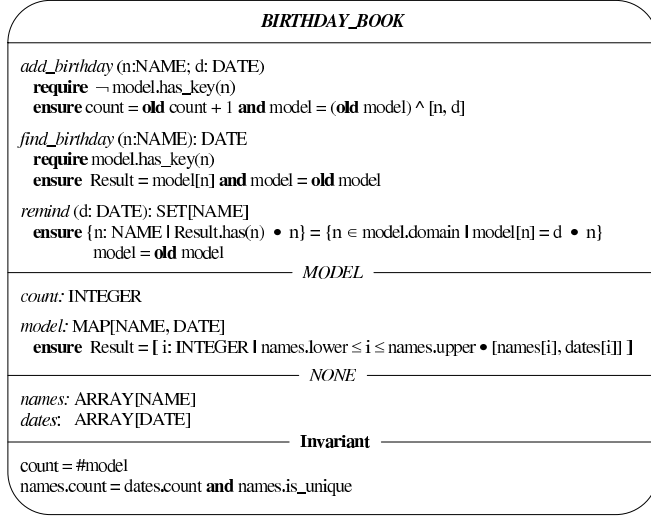 BIRTHDAY_BOOK
add_birthday (n:NAME; d: DATE)
require ¬ model.has_key(n)
ensure count = old count + 1 and model = (old model) ^ [n, d]
find_birthday (n:NAME): DATE
require model.has_key(n)
ensure Result = model[n] and model = old model
remind (d: DATE): SET[NAME]
ensure {n: NAME | Result.has(n) • n} = {n ∈ model.domain | model[n] = d • n}
model = old model
MODEL
count: INTEGER
model: MAP[NAME, DATE]
ensure Result = [ i: INTEGER | names.lower ≤ i ≤ names.upper • [names[i], dates[i]] ]
NONE
names: ARRAY[NAME]
dates: ARRAY[DATE]
Invariant
count = #model
names.count = dates.count and names.is_unique